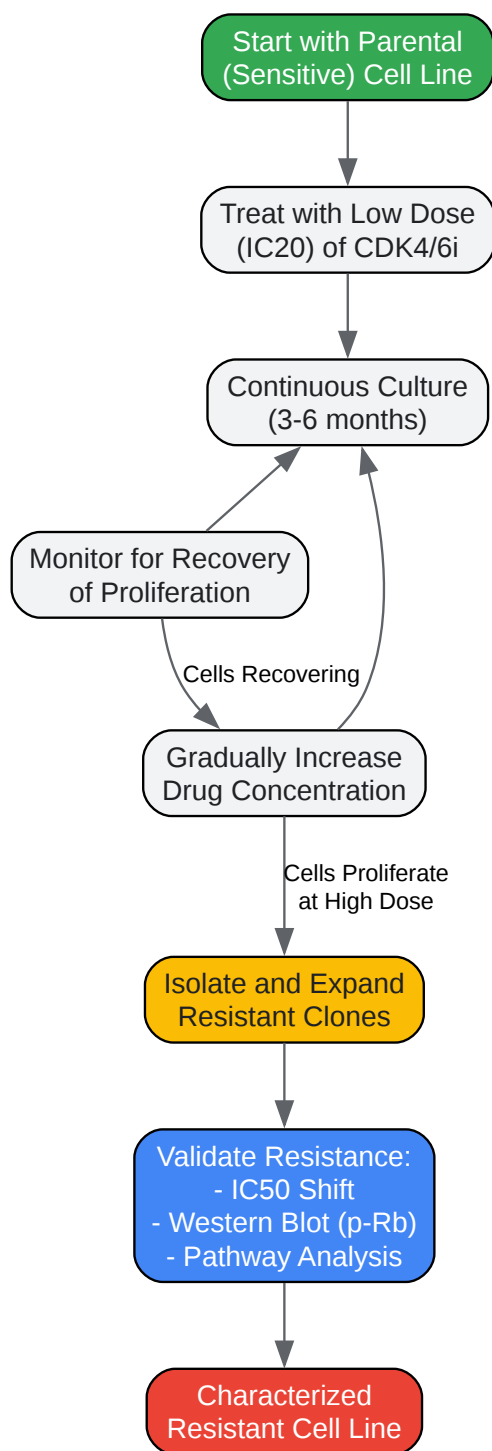 Start with Parental
(Sensitive) Cell Line
Treat with Low Dose
(IC20) of CDK4/6i
Continuous Culture
(3-6 months)
Monitor for Recovery
of Proliferation
Cells Recovering
Gradually Increase
Drug Concentration
Cells Proliferate
at High Dose
Isolate and Expand
Resistant Clones
Validate Resistance:
- IC50 Shift
- Western Blot (p-Rb)
- Pathway Analysis
Characterized
Resistant Cell Line